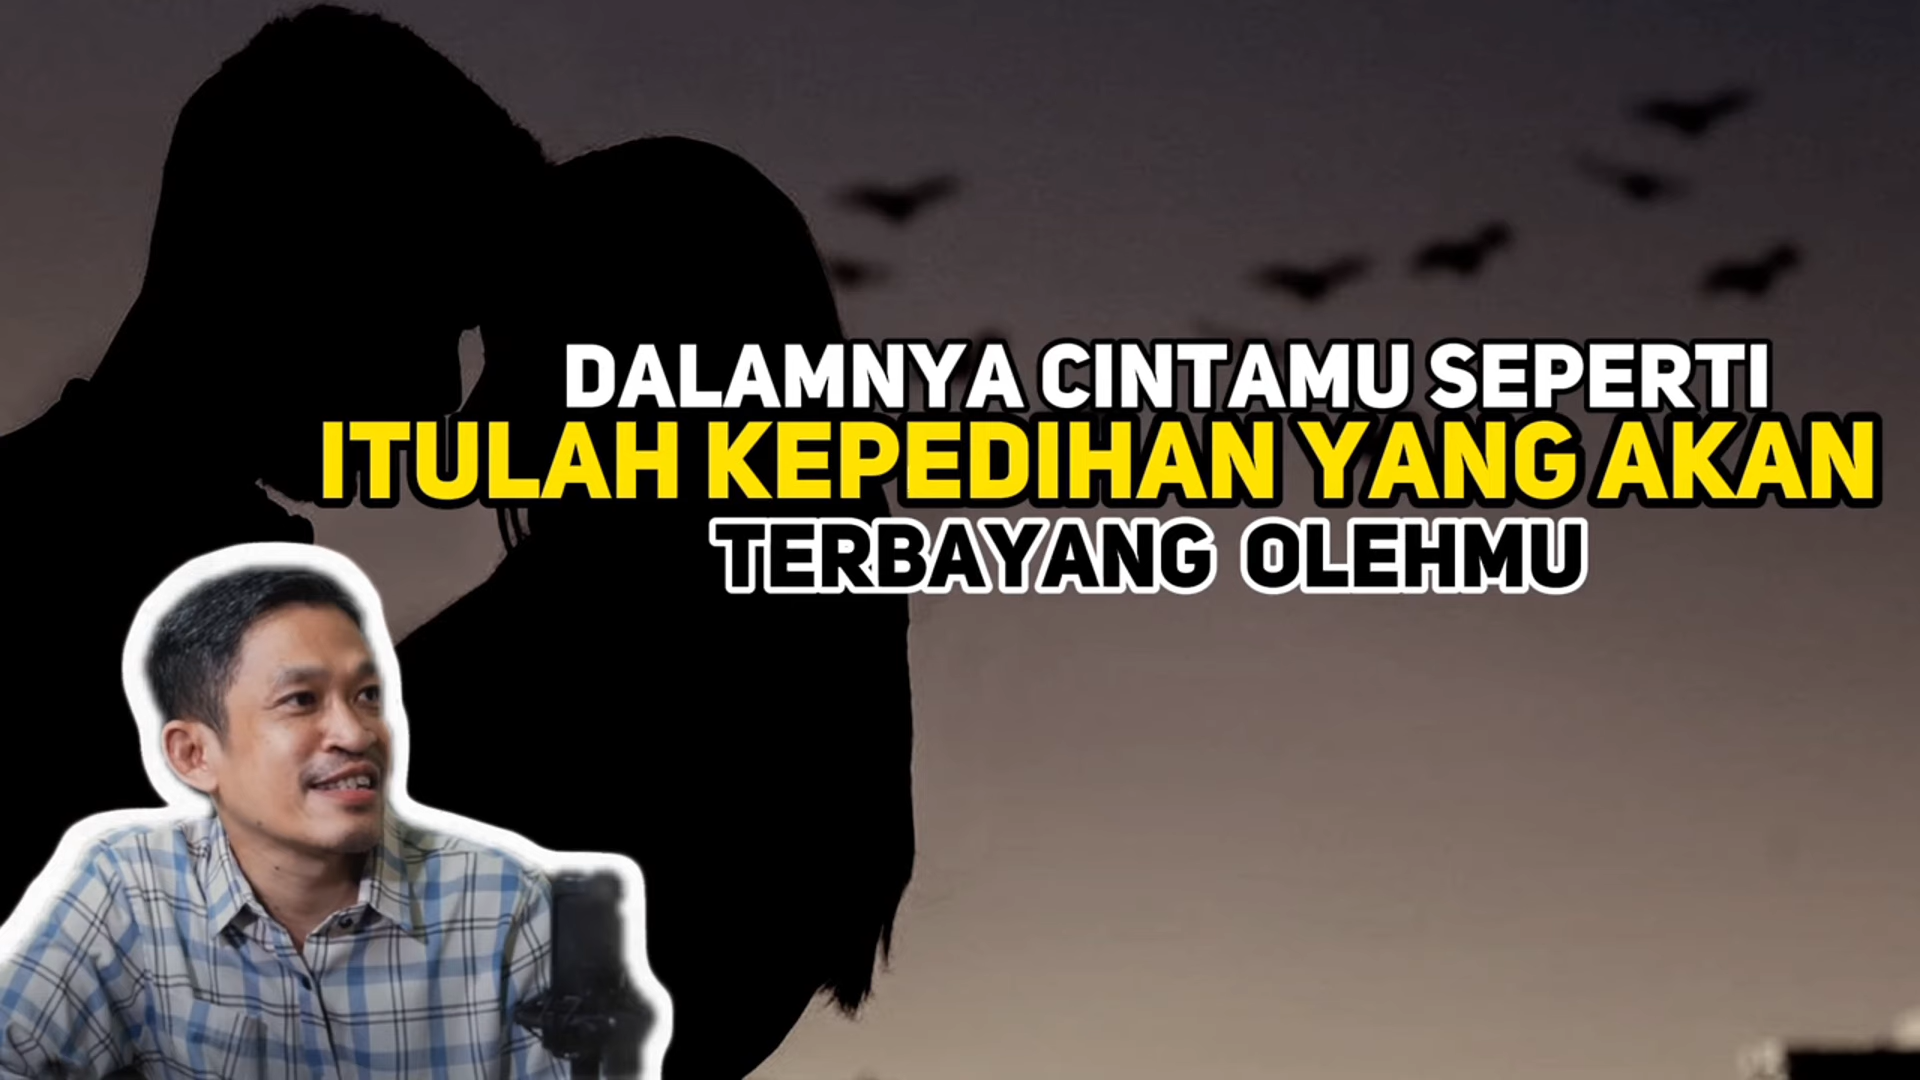 DALAMNYA CINTAMU SEPERTI
ITULAH KEPEDIHAN YANG AKAN
TERBAYANG OLEHMU